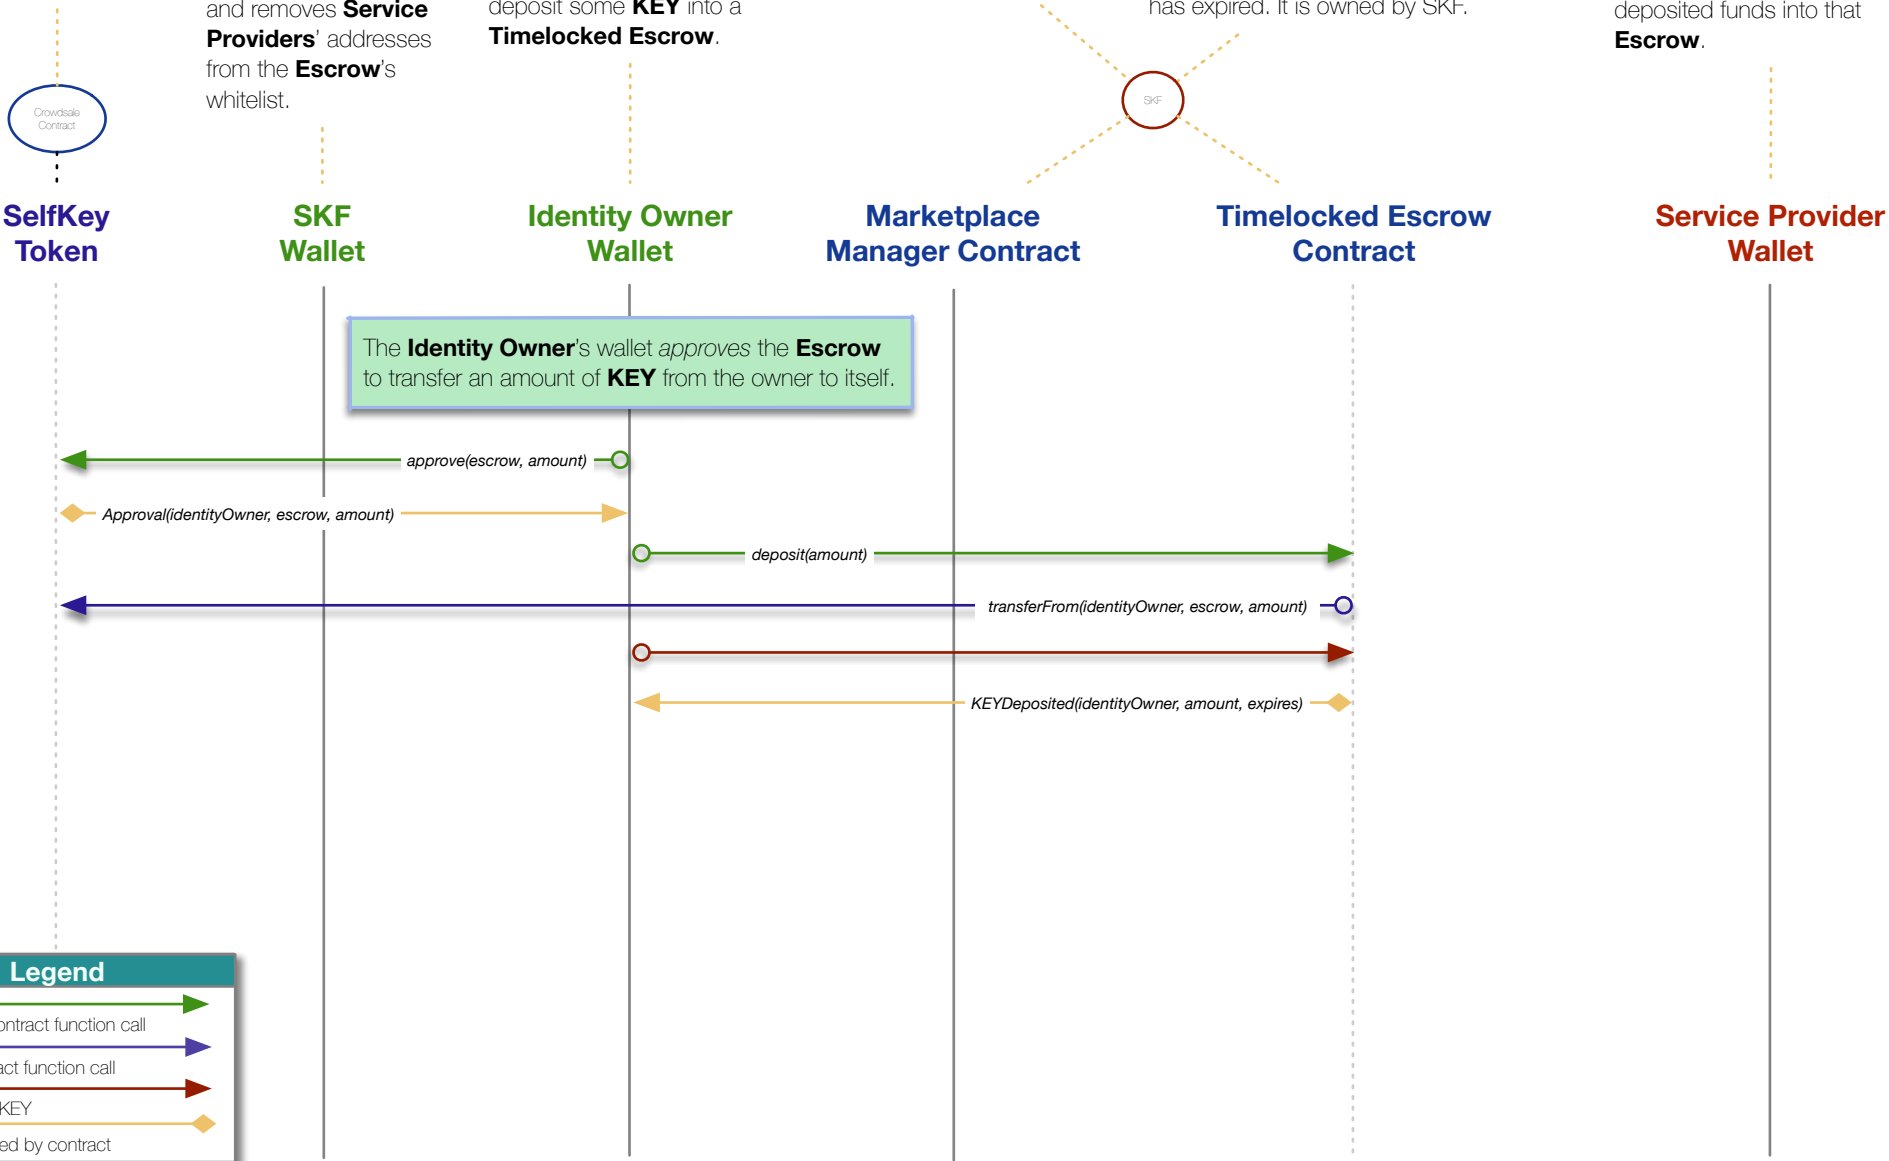 and removes Service
Providers' addresses
from the Escrow's
whitelist.
deposit some KEY into a
Timelocked Escrow.
has expired. It is owned by SKF.
deposited funds into that
Escrow.
Crowdsale
Contract
SKF
SelfKey
Token
SKF
Wallet
Identity Owner
Wallet
Marketplace
Manager Contract
Timelocked Escrow
Contract
Service Provider
Wallet
The Identity Owner's wallet approves the Escrow
to transfer an amount of KEY from the owner to itself.
approve(escrow, amount)
Approval(identityOwner, escrow, amount)
deposit(amount)
transferFrom(identityOwner, escrow, amount)
KEYDeposited(identityOwner, amount, expires)
Legend
ontract function call
act function call
KEY
ed by contract